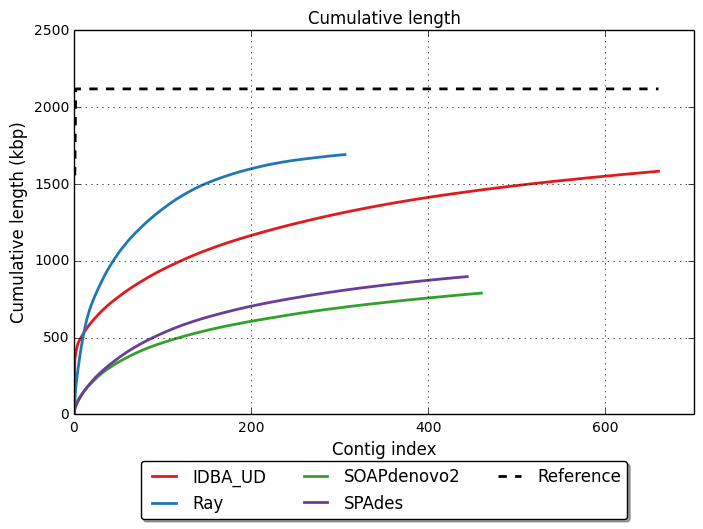 Cumulative length
2500
2000
1500
1000
500
0
Cumulative length (kbp)
0 200 400 600
Contig index
IDBA_UD SOAPdenovo2 Reference
Ray SPAdes